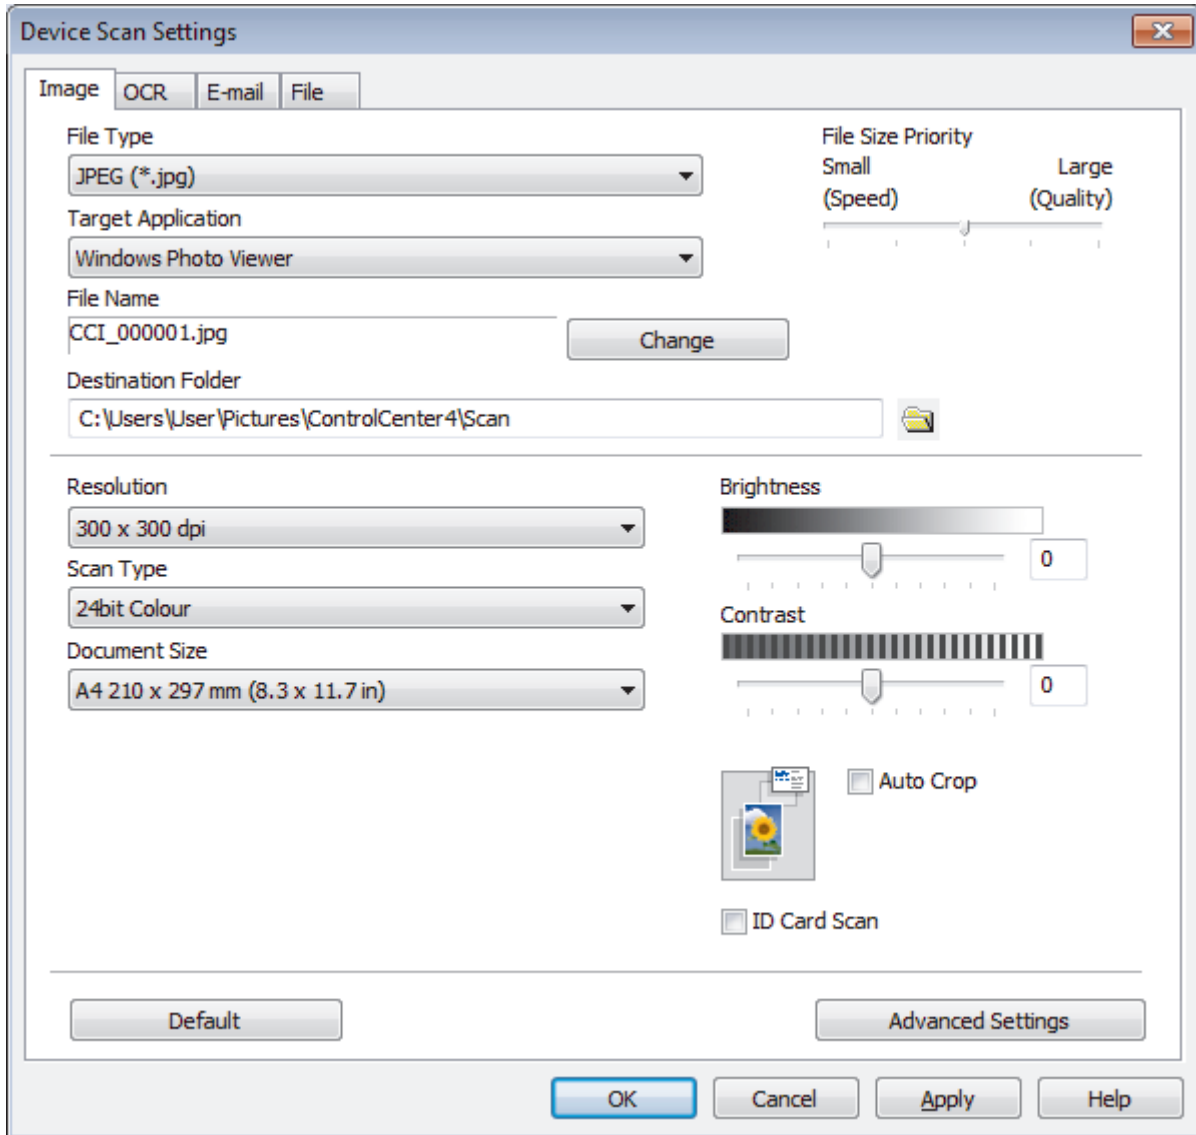 Device Scan Settings
Image OCR E-mail File
File Type
JPEG (*.jpg)
Target Application
Windows Photo Viewer
File Name
CCI_000001.jpg
Change
Destination Folder
C:\Users\User\Pictures\ControlCenter4\Scan
File Size Priority
Small Large
(Speed) (Quality)
Resolution
300 x 300 dpi
Scan Type
24bit Colour
Document Size
A4 210 x 297 mm (8.3 x 11.7 in)
Brightness
0
Contrast
0
Auto Crop
ID Card Scan
Default
Advanced Settings
OK Cancel Apply Help